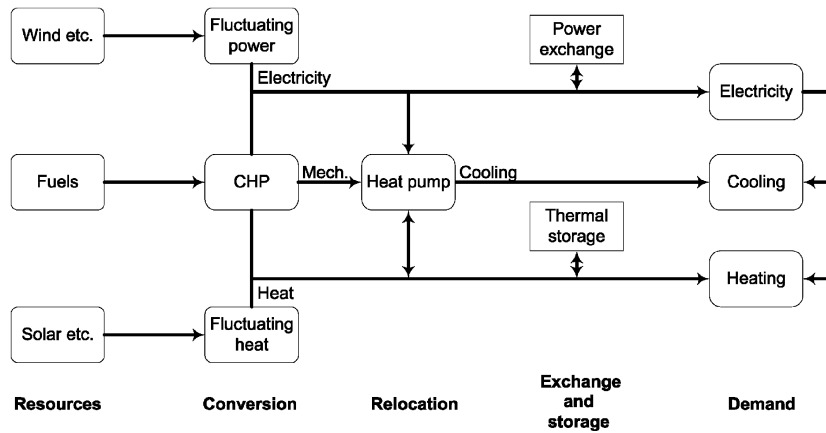 Wind etc.
Fluctuating
power
Power
exchange
Electricity
Electricity
Fuels
CHP
Mech.
Heat pump
Cooling
Cooling
Thermal
storage
Heating
Heat
Solar etc.
Fluctuating
heat
Resources
Conversion
Relocation
Exchange
and
storage
Demand